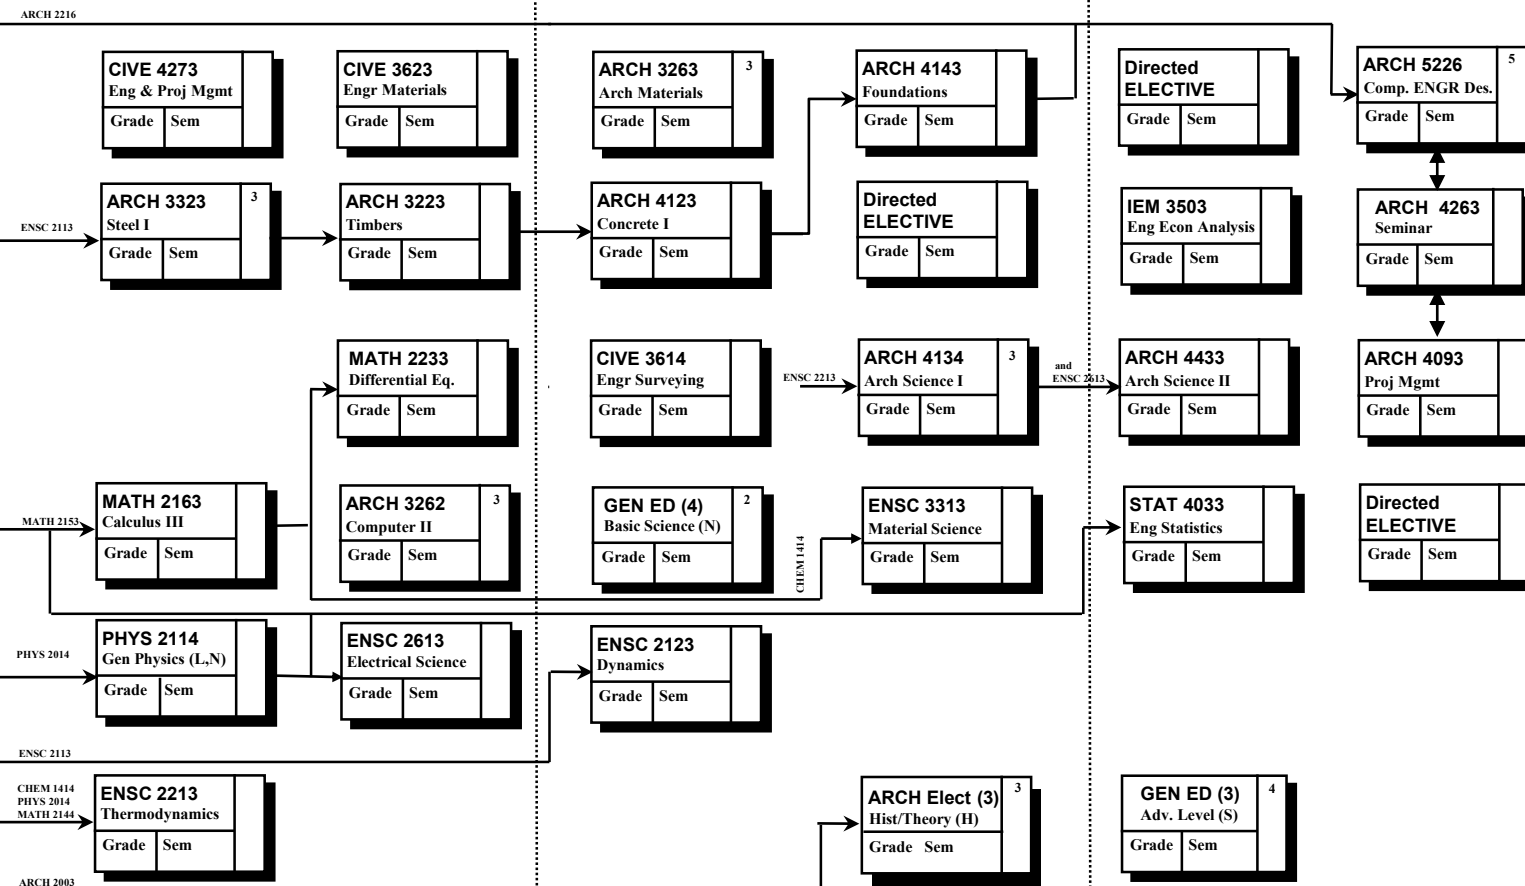 ARCH 2216
CIVE 4273
Eng & Proj Mgmt
Grade Sem
CIVE 3623
Engr Materials
Grade Sem
ARCH 3263
3
Arch Materials
Grade Sem
ARCH 4143
Foundations
Grade Sem
Directed
ELECTIVE
Grade Sem
ARCH 5226
5
Comp. ENGR Des.
Grade Sem
ENSC 2113
ARCH 3323
3
Steel I
Grade Sem
ARCH 3223
Timbers
Grade Sem
ARCH 4123
Concrete I
Grade Sem
Directed
ELECTIVE
Grade Sem
IEM 3503
Eng Econ Analysis
Grade Sem
ARCH 4263
Seminar
Grade Sem
MATH 2233
Differential Eq.
Grade Sem
CIVE 3614
Engr Surveying
Grade Sem
ENSC 2213
ARCH 4134
3
Arch Science I
Grade Sem
and
ENSC 2613
ARCH 4433
Arch Science II
Grade Sem
ARCH 4093
Proj Mgmt
Grade Sem
MATH 2153
MATH 2163
Calculus III
Grade Sem
ARCH 3262
3
Computer II
Grade Sem
GEN ED (4)
2
Basic Science (N)
Grade Sem
CHEM 1414
ENSC 3313
Material Science
Grade Sem
STAT 4033
Eng Statistics
Grade Sem
Directed
ELECTIVE
Grade Sem
PHYS 2014
PHYS 2114
Gen Physics (L,N)
Grade Sem
ENSC 2613
Electrical Science
Grade Sem
ENSC 2123
Dynamics
Grade Sem
ENSC 2113
CHEM 1414
PHYS 2014
MATH 2144
ENSC 2213
Thermodynamics
Grade Sem
ARCH Elect (3)
3
Hist/Theory (H)
Grade Sem
GEN ED (3)
4
Adv. Level (S)
Grade Sem
ARCH 2003